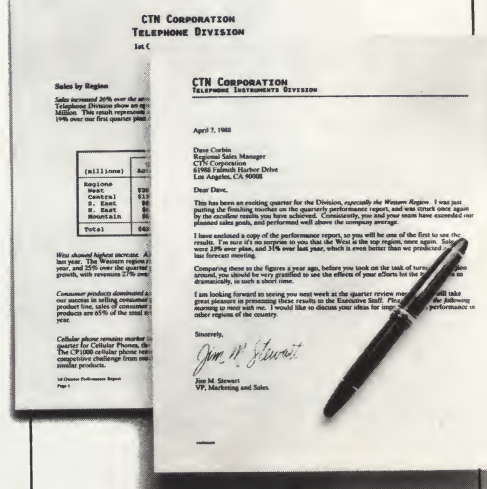 CTN CORPORATION
TELEPHONE DIVISION
1st
Sales by Region
Sales increased 26% over the
Telephone Division show an
Million. This result represents
19% over our first quarter plan
(millions)
Regions
West
Central
S. East
N. East
Mountain
Total
West showed highest increase.
last year. The Western region
year, and 25% over the quarter
growth, with revenues 27%
Consumer products dominated
our success in selling consumer
product line, sales of consumer
products are 65% of the total
year.
Cellular phone remains market
quarter for Cellular Phones,
The CP1000 cellular phone
competitive challenge from
similar products.
1st Quarter Performance Report
Page 1
CTN CORPORATION
TELEPHONE INSTRUMENTS DIVISION
April 7, 1988
Dave Corbin
Regional Sales Manager
CTN Corporation
61988 Falmith Harbor Drive
Los Angeles, CA 90008
Dear Dave,
This has been an exciting quarter for the Division, especially the Western Region. I was just
putting the finishing touches on the quarterly performance report, and was struck once again
by the excellent results you have achieved. Consistently, you and your team have exceeded our
planned sales goals, and performed well above the company average.
I have enclosed a copy of the performance report, so you will be one of the first to see the
results. I'm sure it's no surprise to you that the West is the top region, once again. Sales
were 25% over plan, and 31% over last year, which is even better than we predicted
last forecast meeting.
Comparing these to the figures a year ago, before you took on the task of
around, you should be very gratified to see the effects of your efforts hit the
dramatically, in such a short time.
I am looking forward to seeing you next week at the quarter review will take
great pleasure in presenting these results to the Executive Staff. the following
morning to meet with me. I would like to discuss your ideas for performance in
other regions of the country.
Sincerely,
Jim M Stewart
Jim M. Stewart
VP, Marketing and Sales
enclosure